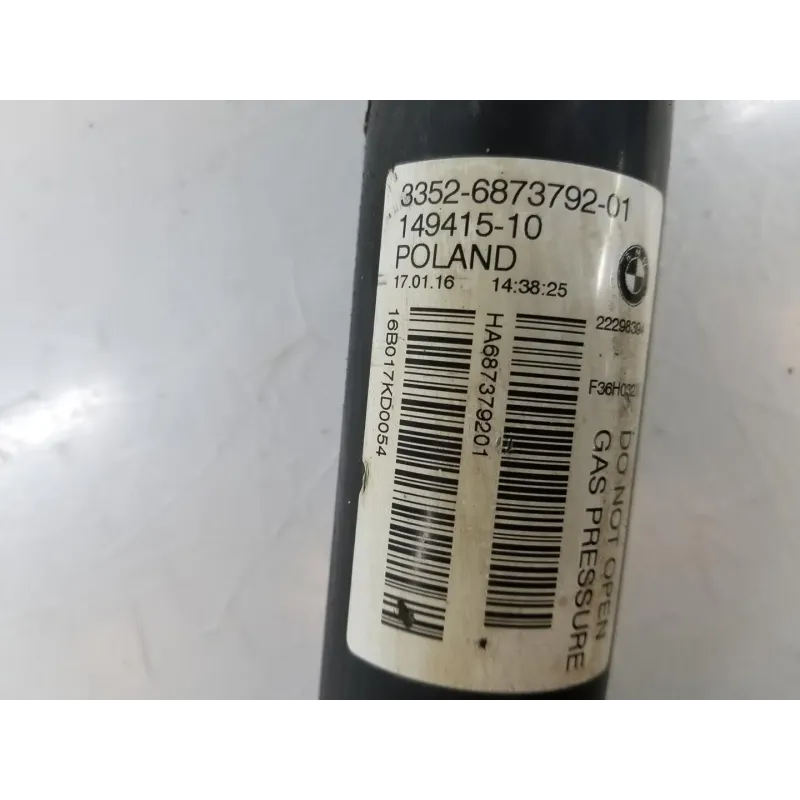 3352-6873792-01
149415-10
POLAND
17.01.16 14:38:25
16B017KD0054
HA687379201
DO NOT OPEN
GAS PRESSURE